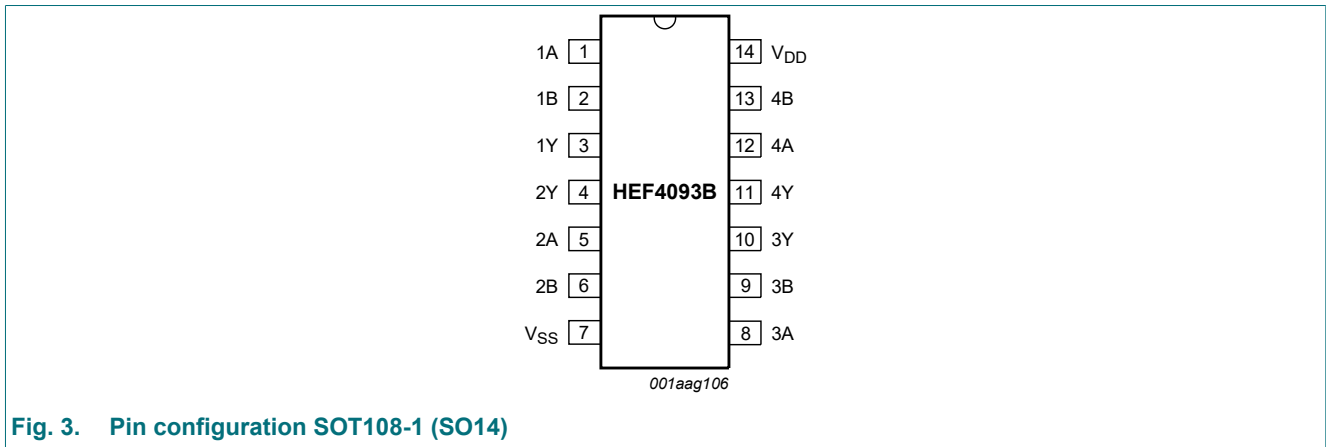 1A 1 14 VDD
1B 2 13 4B
1Y 3 12 4A
2Y 4 HEF4093B 11 4Y
2A 5 10 3Y
2B 6 9 3B
VSS 7 8 3A
001aag106
Fig. 3. Pin configuration SOT108-1 (SO14)